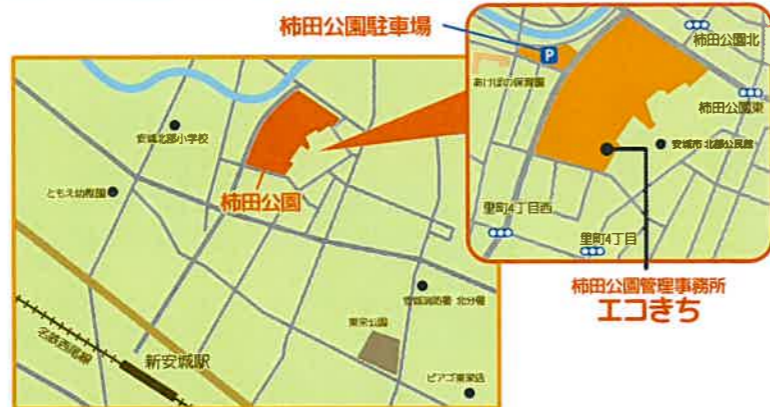 柿田公園駐車場
P
柿田公園北
あけぼの保育園
柿田公園東
安城市 北部公民館
里町4丁目西
里町4丁目
柿田公園管理事務所
エコきち
安城北部小学校
ともえ幼稚園
柿田公園
安城消防署 北分署
東栄公園
名鉄西尾線
新安城駅
ピアゴ東栄店